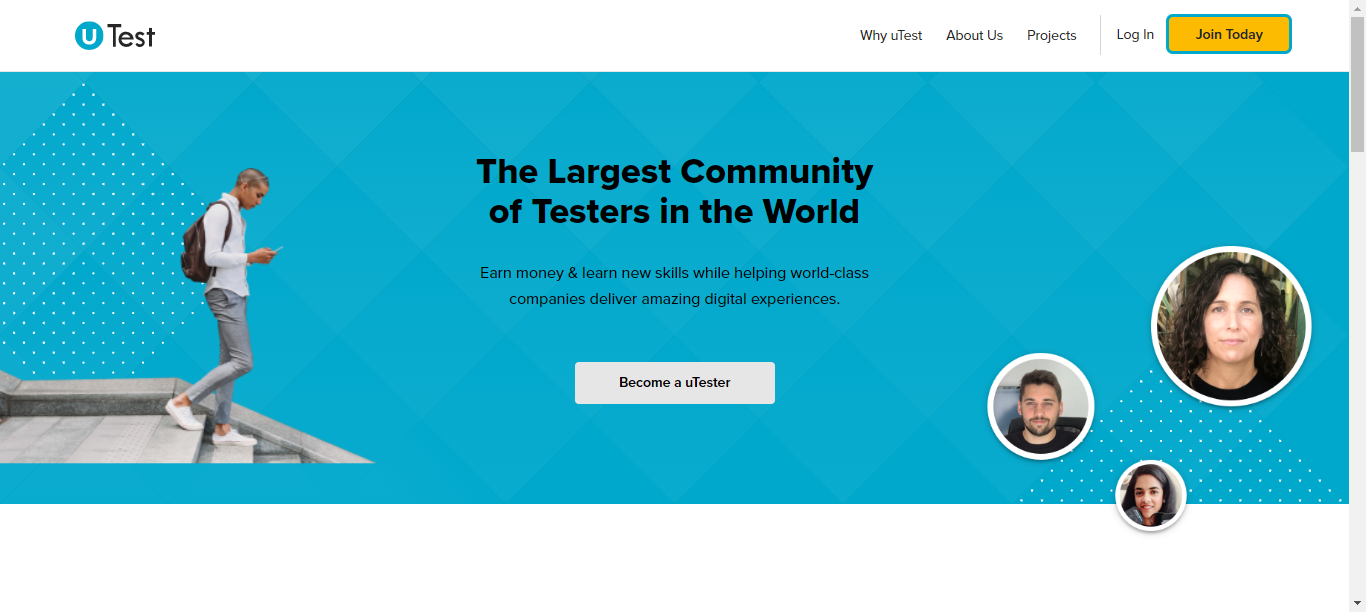 uTest
Why uTest
About Us
Projects
Log In
Join Today
The Largest Community
of Testers in the World
Earn money & learn new skills while helping world-class
companies deliver amazing digital experiences.
Become a uTester